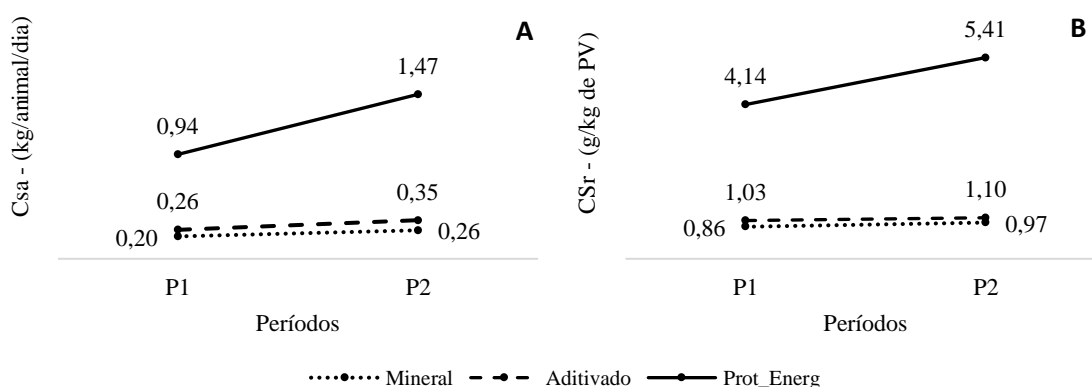 A
Csa - (kg/animal/dia)
1,47
0,94
0,35
0,26
0,20
0,26
P1
P2
Períodos
B
CSr - (g/kg de PV)
5,41
4,14
1,03
1,10
0,86
0,97
P1
P2
Períodos
Mineral
Aditivado
Prot_Energ